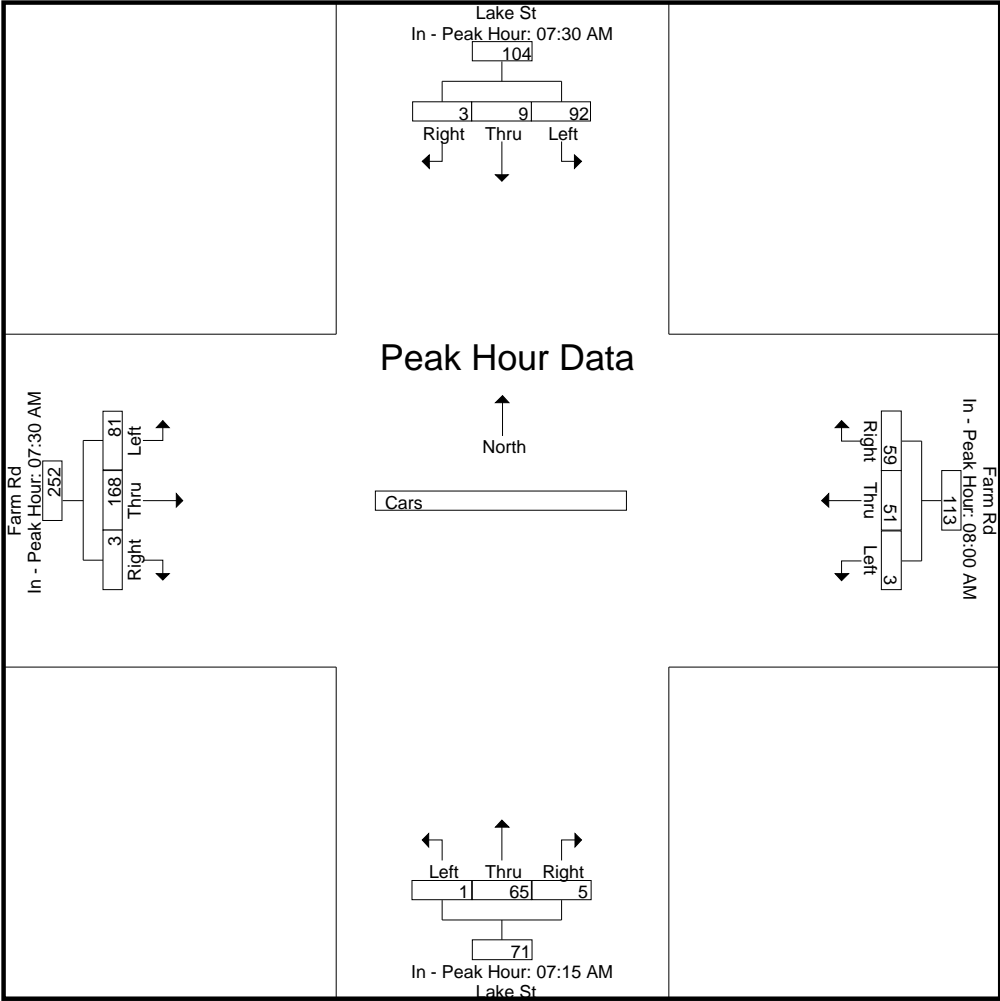 Lake St
In - Peak Hour: 07:30 AM
104
3 9 92
Right Thru Left
Peak Hour Data
North
Cars
Farm Rd
In - Peak Hour: 07:30 AM
252
81 168 3
Left Thru Right
Farm Rd
In - Peak Hour: 08:00 AM
113
59 51 3
Right Thru Left
Left Thru Right
1 65 5
71
In - Peak Hour: 07:15 AM
Lake St